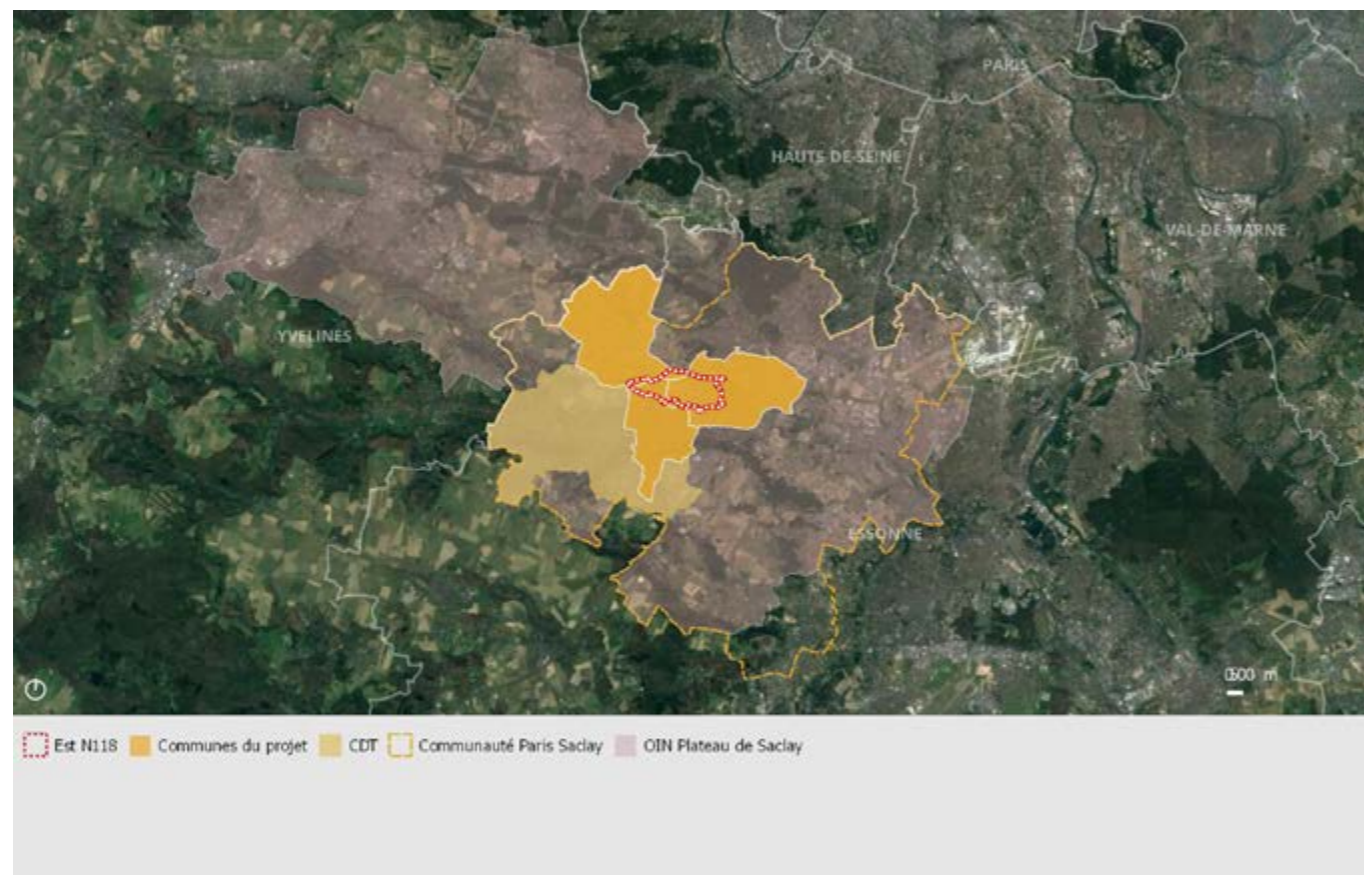 PARIS
HAUTS-DE-SEINE
VAL-DE-MARNE
YVELINES
ESSONNE
Est N118 Communes du projet CDT Communauté Paris Saclay OIN Plateau de Saclay